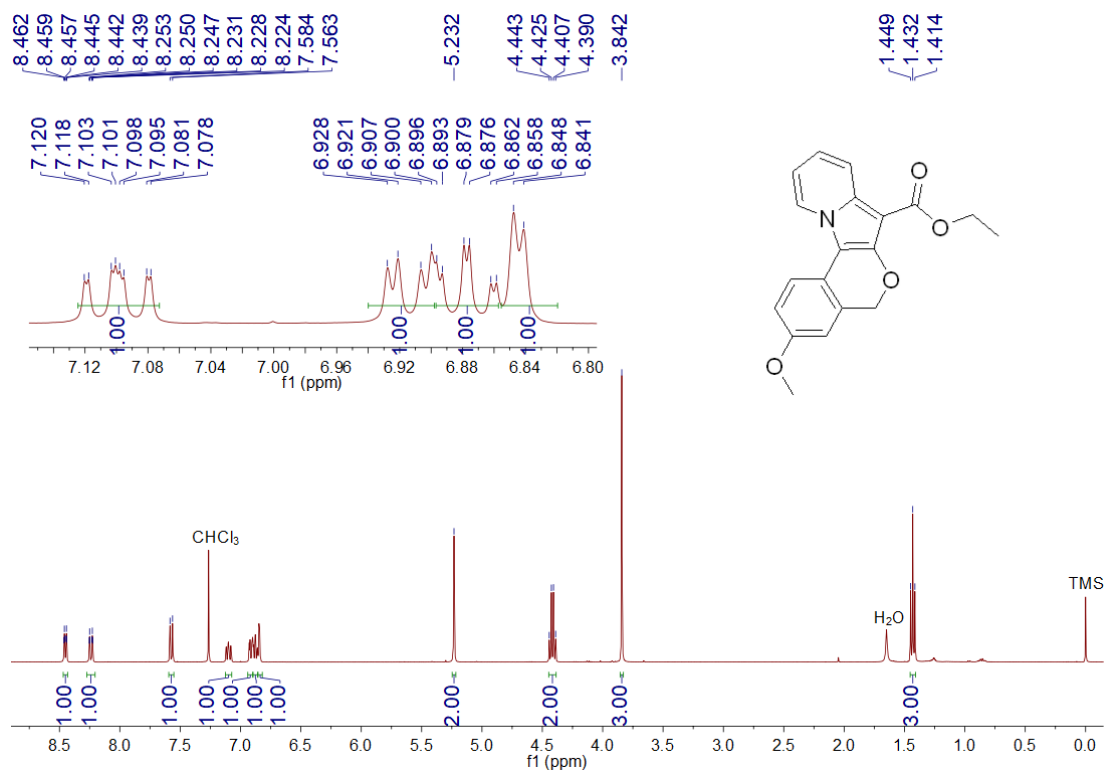 8.462 8.459 8.457 8.445 8.442 8.439 8.253 8.250 8.247 8.231 8.228 8.224 7.584 7.563 5.232 4.443 4.425 4.407 4.390 3.842 1.449 1.432 1.414
7.120 7.118 7.103 7.101 7.098 7.095 7.081 7.078 6.928 6.921 6.907 6.900 6.896 6.893 6.879 6.876 6.862 6.858 6.848 6.841
1.00 1.00 1.00 1.00
7.12 7.08 7.04 7.00 6.96 6.92 6.88 6.84 6.80
f1 (ppm)
O
N
O
O
O
CHCl3
H2O
TMS
1.00 1.00 1.00 1.00 1.00 1.00 1.00 2.00 2.00 3.00 3.00
8.5 8.0 7.5 7.0 6.5 6.0 5.5 5.0 4.5 4.0 3.5 3.0 2.5 2.0 1.5 1.0 0.5 0.0
f1 (ppm)